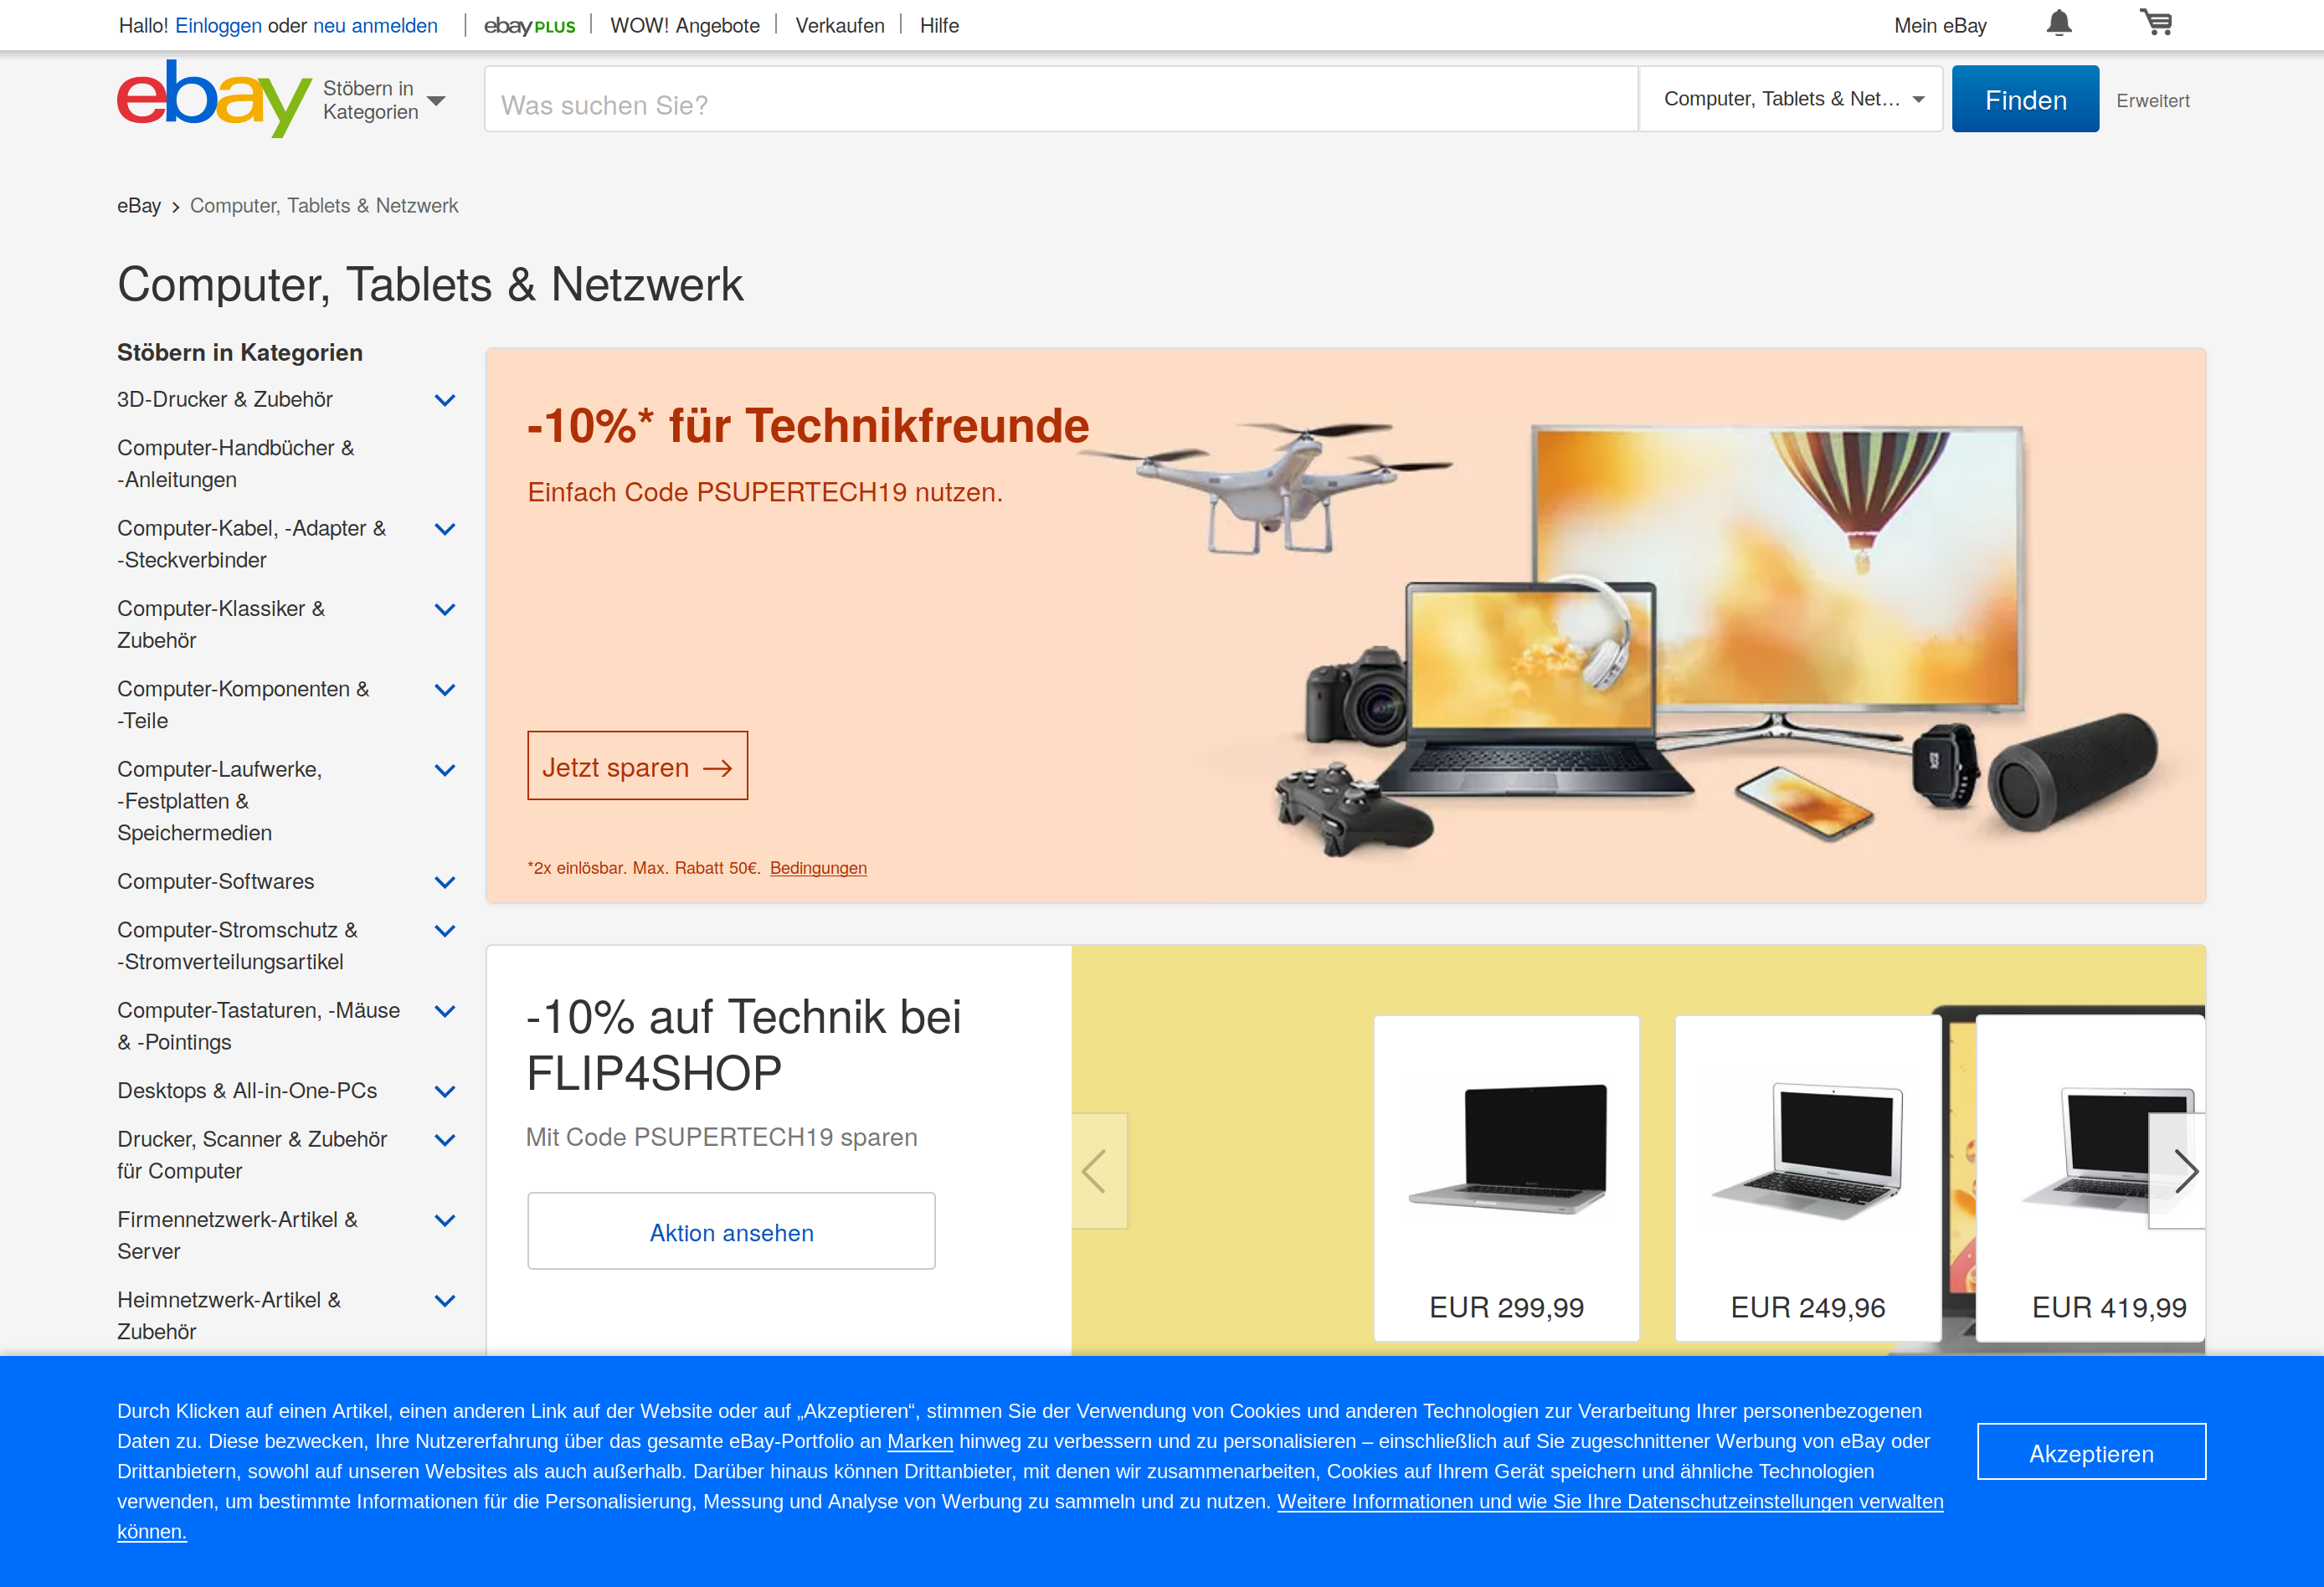 Hallo! Einloggen oder neu anmelden
ebay PLUS
WOW! Angebote
Verkaufen
Hilfe
Mein eBay
ebay
Stöbern in
Kategorien
Was suchen Sie?
Computer, Tablets & Net...
Finden
Erweitert
eBay
Computer, Tablets & Netzwerk
Computer, Tablets & Netzwerk
Stöbern in Kategorien
3D-Drucker & Zubehör
Computer-Handbücher &
-Anleitungen
Computer-Kabel, -Adapter &
-Steckverbinder
Computer-Klassiker &
Zubehör
Computer-Komponenten &
-Teile
Computer-Laufwerke,
-Festplatten &
Speichermedien
Computer-Softwares
Computer-Stromschutz &
-Stromverteilungsartikel
Computer-Tastaturen, -Mäuse
& -Pointings
Desktops & All-in-One-PCs
Drucker, Scanner & Zubehör
für Computer
Firmennetzwerk-Artikel &
Server
Heimnetzwerk-Artikel &
Zubehör
-10%* für Technikfreunde
Einfach Code PSUPERTECH19 nutzen.
Jetzt sparen
*2x einlösbar. Max. Rabatt 50€. Bedingungen
-10% auf Technik bei
FLIP4SHOP
Mit Code PSUPERTECH19 sparen
Aktion ansehen
EUR 299,99
EUR 249,96
EUR 419,99
Durch Klicken auf einen Artikel, einen anderen Link auf der Website oder auf „Akzeptieren“, stimmen Sie der Verwendung von Cookies und anderen Technologien zur Verarbeitung Ihrer personenbezogenen
Daten zu. Diese bezwecken, Ihre Nutzererfahrung über das gesamte eBay-Portfolio an Marken hinweg zu verbessern und zu personalisieren – einschließlich auf Sie zugeschnittener Werbung von eBay oder
Drittanbietern, sowohl auf unseren Websites als auch außerhalb. Darüber hinaus können Drittanbieter, mit denen wir zusammenarbeiten, Cookies auf Ihrem Gerät speichern und ähnliche Technologien
verwenden, um bestimmte Informationen für die Personalisierung, Messung und Analyse von Werbung zu sammeln und zu nutzen. Weitere Informationen und wie Sie Ihre Datenschutzeinstellungen verwalten
können.
Akzeptieren